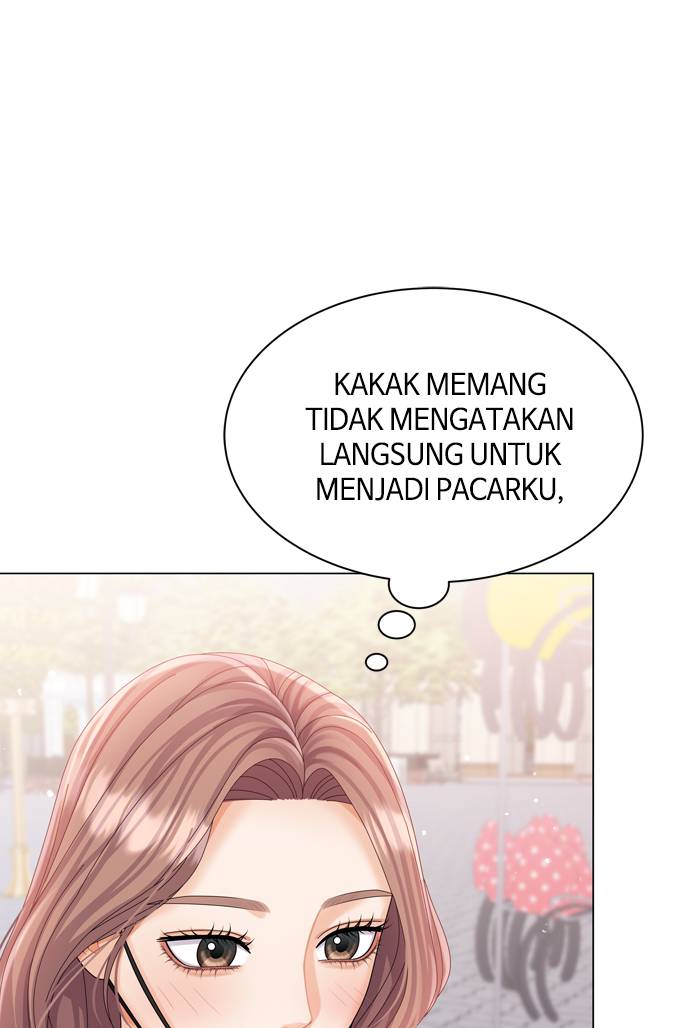 KAKAK MEMANG
TIDAK MENGATAKAN
LANGSUNG UNTUK
MENJADI PACARKU,